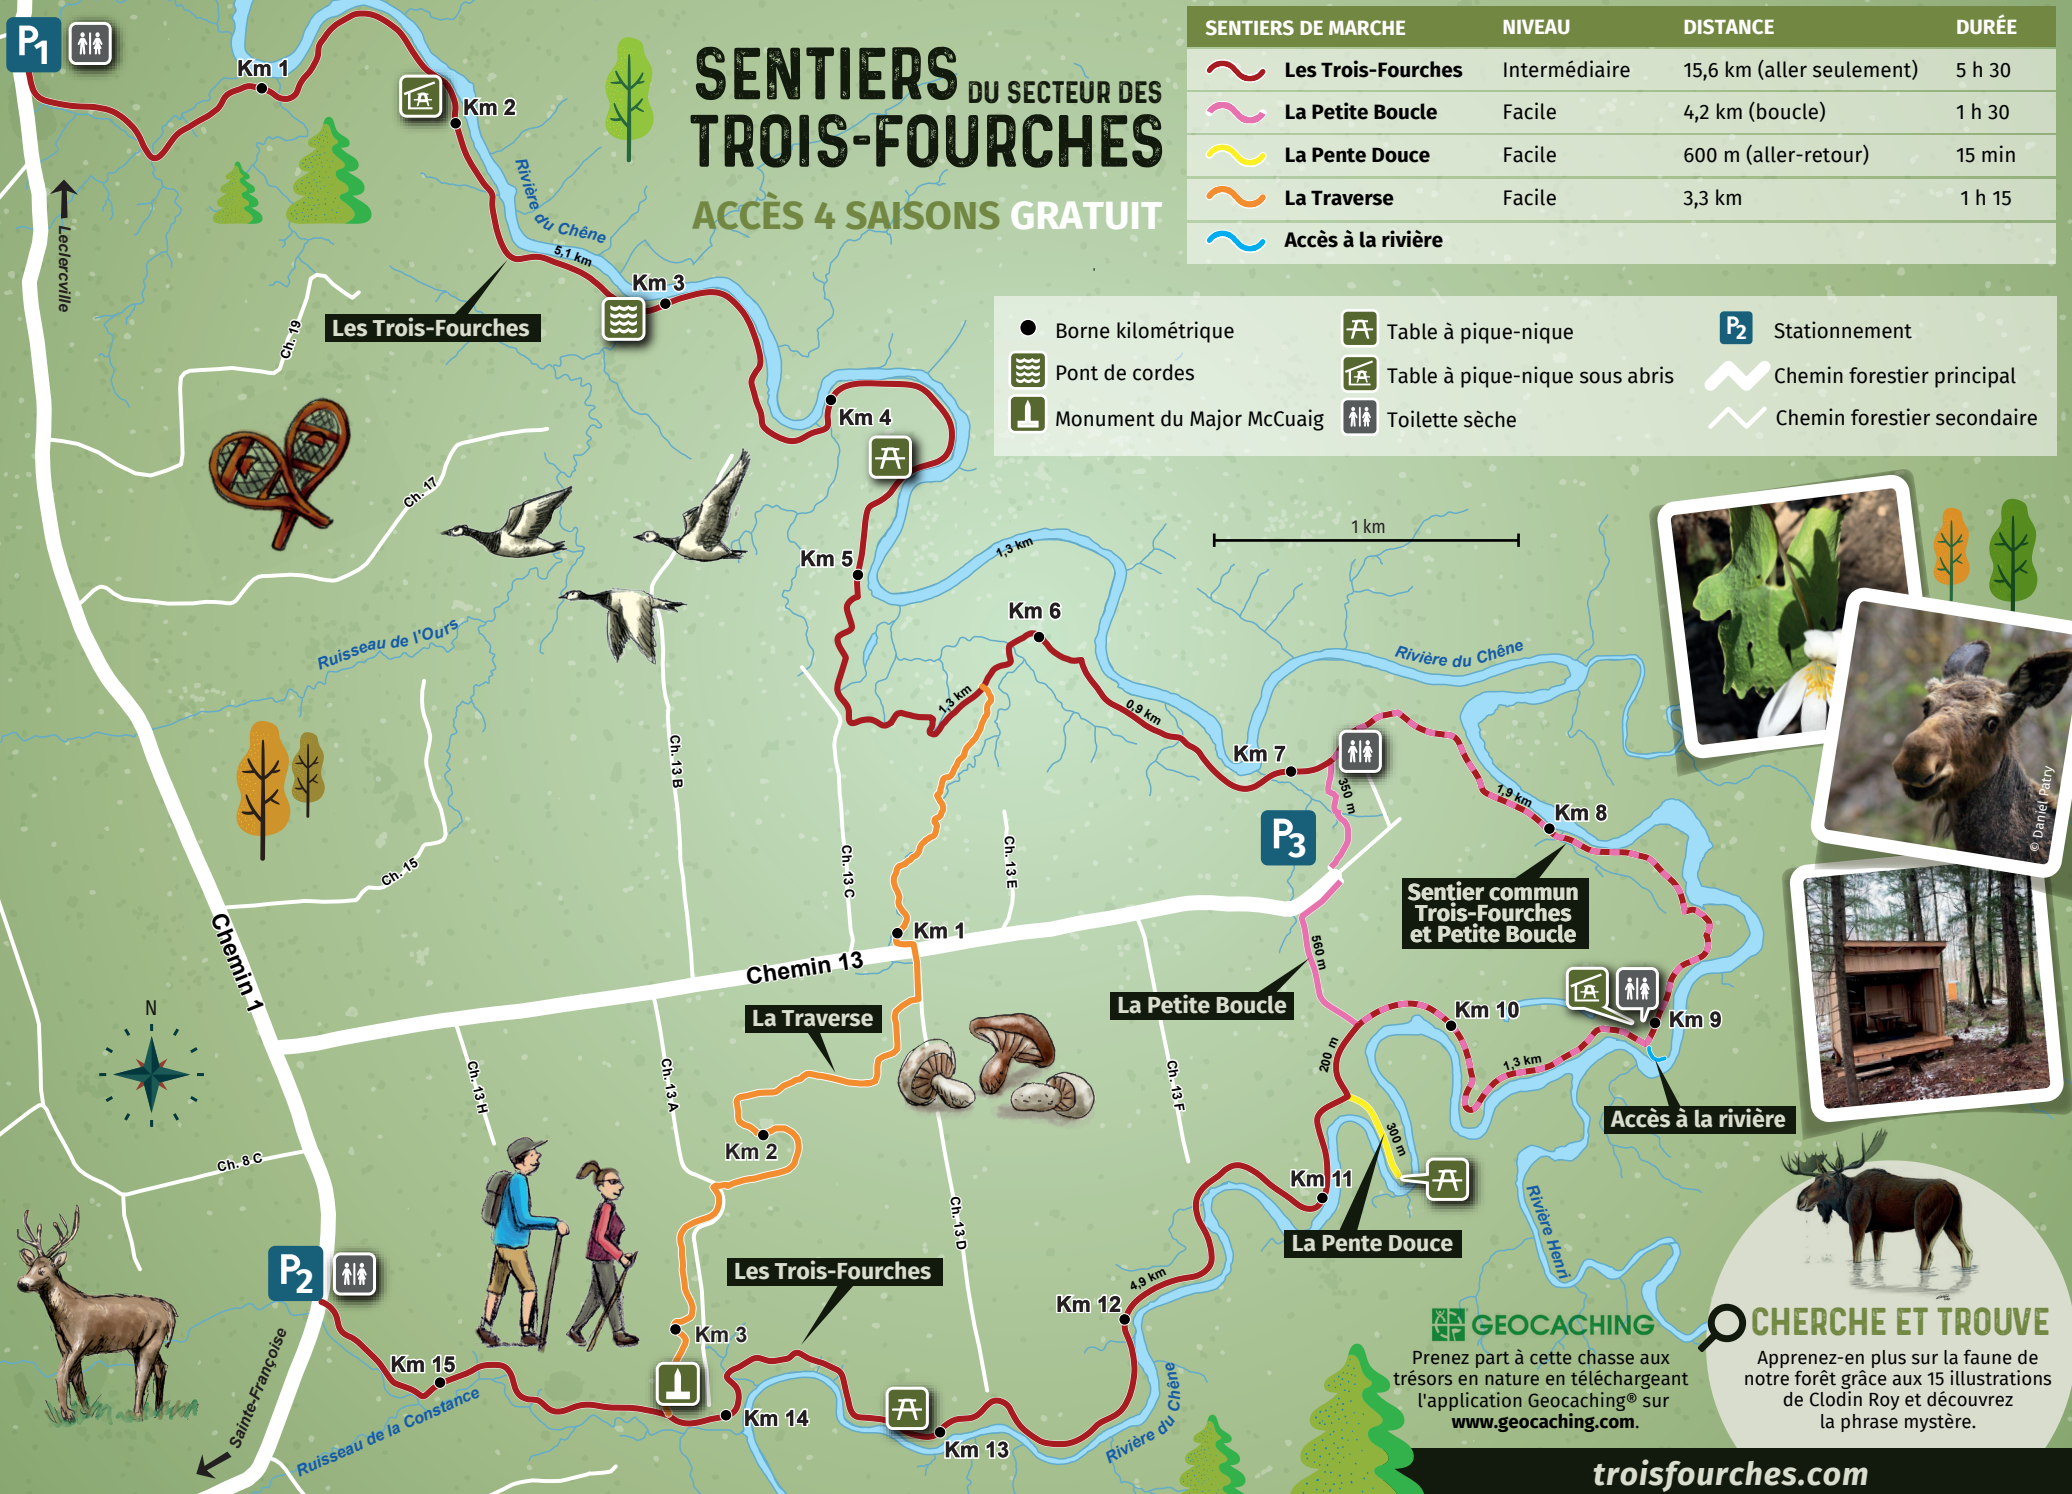 P1
Km 1
Km 2
SENTIERS DU SECTEUR DES
TROIS-FOURCHES
ACCÈS 4 SAISONS GRATUIT
SENTIERS DE MARCHE NIVEAU DISTANCE DURÉE
Les Trois-Fourches Intermédiaire 15,6 km (aller seulement) 5 h 30
La Petite Boucle Facile 4,2 km (boucle) 1 h 30
La Pente Douce Facile 600 m (aller-retour) 15 min
La Traverse Facile 3,3 km 1 h 15
Accès à la rivière
Borne kilométrique
Pont de cordes
Monument du Major McCuaig
Table à pique-nique
Table à pique-nique sous abris
Toilette sèche
P2 Stationnement
Chemin forestier principal
Chemin forestier secondaire
Leclercville
Rivière du Chêne
5,1 km
Km 3
Les Trois-Fourches
Ch. 19
Km 4
Ch. 17
1 km
Km 5
1,3 km
Km 6
Ruisseau de l'Ours
Rivière du Chêne
1,3 km
0,9 km
Km 7
350 m
1,9 km
Km 8
P3
Ch. 13 B
Ch. 13 C
Ch. 13 E
Ch. 15
© Daniel Patry
Sentier commun
Trois-Fourches
et Petite Boucle
Chemin 1
Km 1
Chemin 13
560 m
La Petite Boucle
La Traverse
Km 10
Km 9
N
200 m
1,3 km
Ch. 13 H
Ch. 13 A
Ch. 13 F
Accès à la rivière
Km 2
300 m
Ch. 8 C
Km 11
Ch. 13 D
Rivière Henri
La Pente Douce
P2
Les Trois-Fourches
4,9 km
Km 12
Km 3
Km 15
Sainte-Françoise
Ruisseau de la Constance
Km 14
Km 13
Rivière du Chêne
GEOCACHING
Prenez part à cette chasse aux
trésors en nature en téléchargeant
l'application Geocaching® sur
www.geocaching.com.
CHERCHE ET TROUVE
Apprenez-en plus sur la faune de
notre forêt grâce aux 15 illustrations
de Clodin Roy et découvrez
la phrase mystère.
troisfourches.com